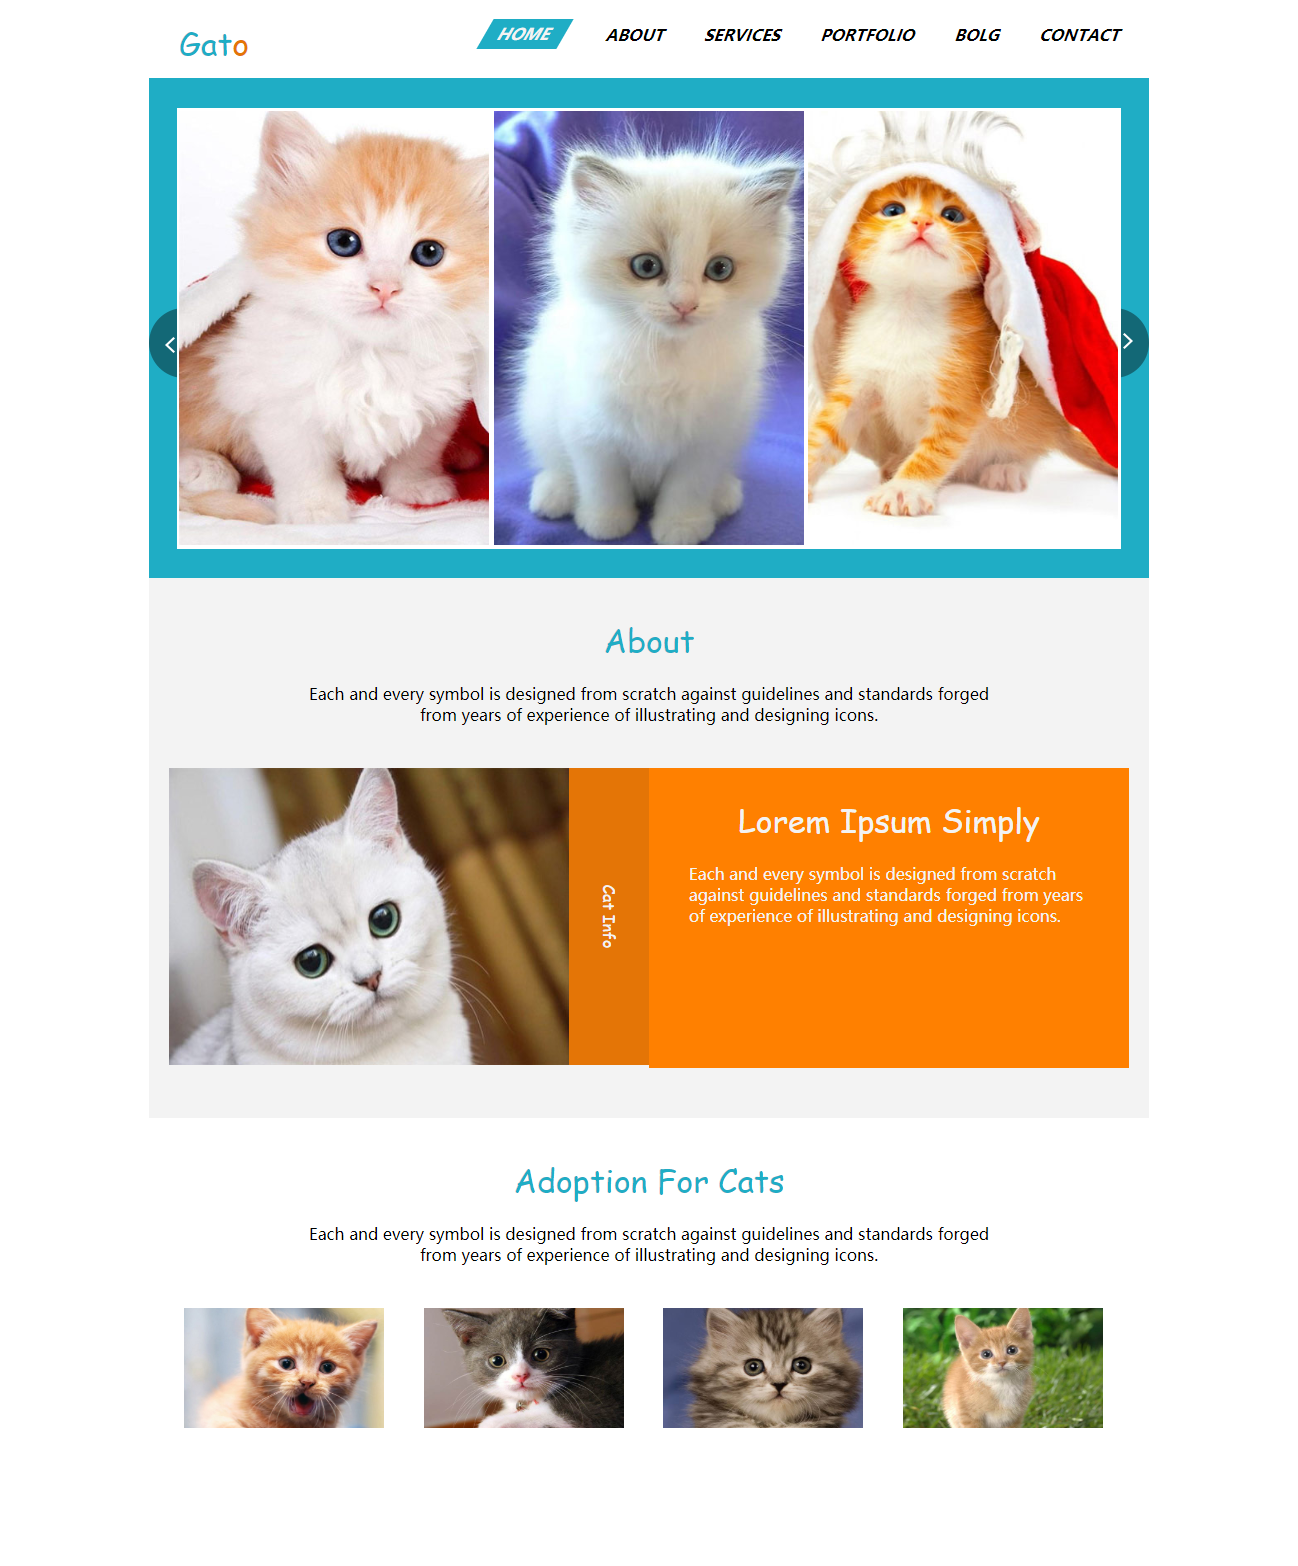 Gato
HOME
ABOUT
SERVICES
PORTFOLIO
BOLG
CONTACT
About
Each and every symbol is designed from scratch against guidelines and standards forged
from years of experience of illustrating and designing icons.
Cat Info
Lorem Ipsum Simply
Each and every symbol is designed from scratch
against guidelines and standards forged from years
of experience of illustrating and designing icons.
Adoption For Cats
Each and every symbol is designed from scratch against guidelines and standards forged
from years of experience of illustrating and designing icons.